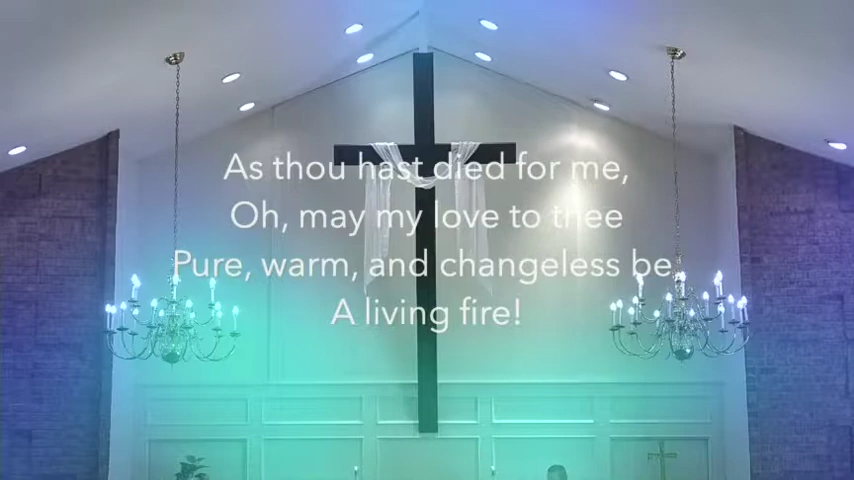 As thou hast died for me,
Oh, may my love to thee
Pure, warm, and changeless be,
A living fire!